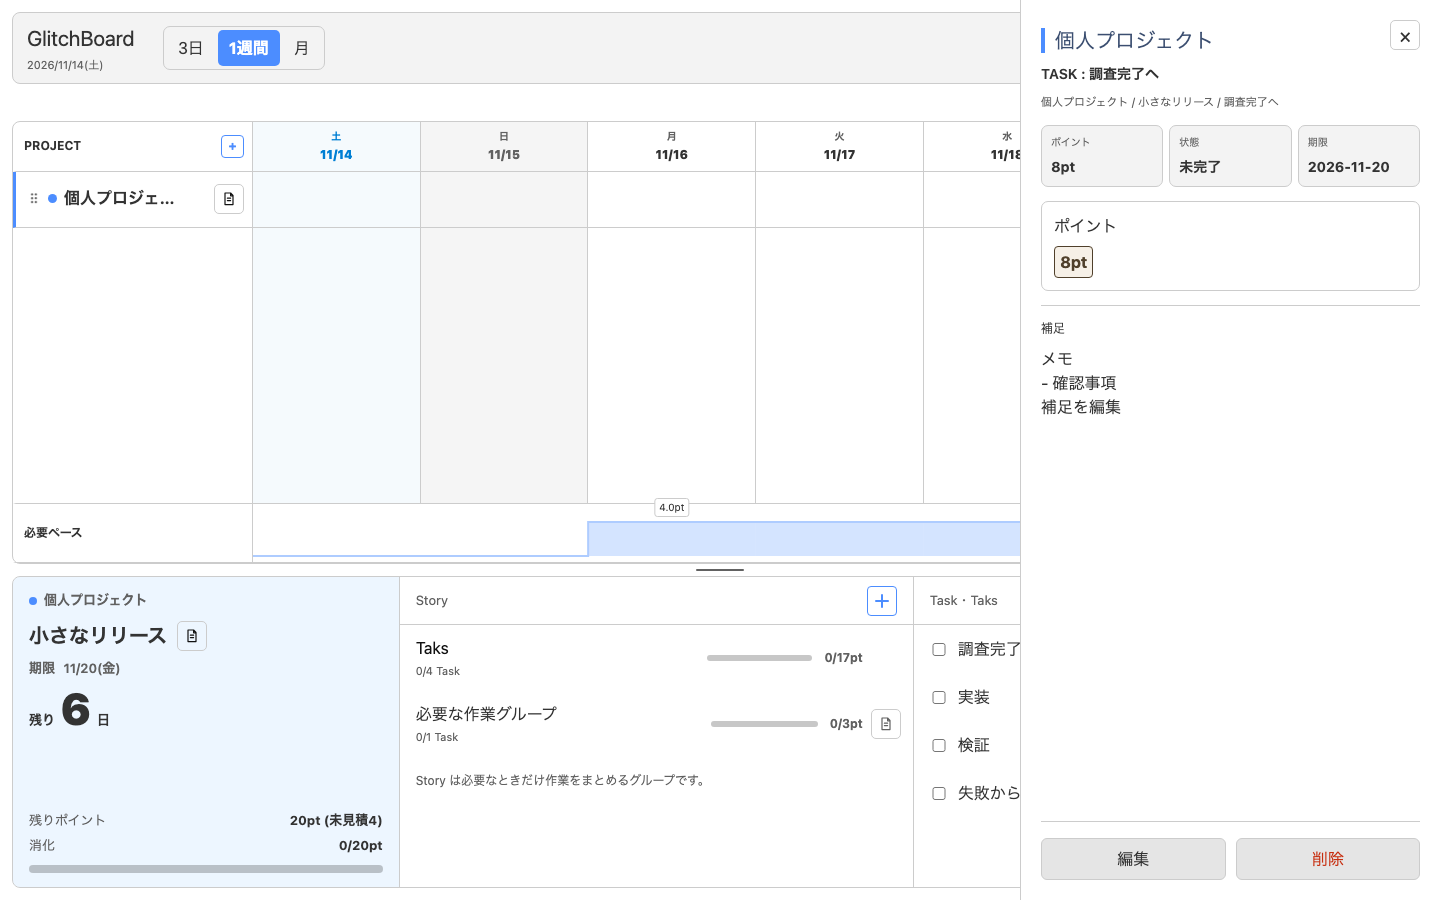 GlitchBoard
2026/11/14(土)
3日 1週間 月
PROJECT
+
土
11/14
日
11/15
月
11/16
火
11/17
水
11/18
個人プロジェ...
必要ペース
4.0pt
個人プロジェクト
小さなリリース
期限 11/20(金)
残り 6 日
残りポイント 20pt (未見積4)
消化 0/20pt
Story
+
Taks
0/4 Task
0/17pt
必要な作業グループ
0/1 Task
0/3pt
Story は必要なときだけ作業をまとめるグループです。
Task・Taks
調査完了
実装
検証
失敗から
個人プロジェクト
×
TASK : 調査完了へ
個人プロジェクト / 小さなリリース / 調査完了へ
ポイント
8pt
状態
未完了
期限
2026-11-20
ポイント
8pt
補足
メモ
- 確認事項
補足を編集
編集
削除